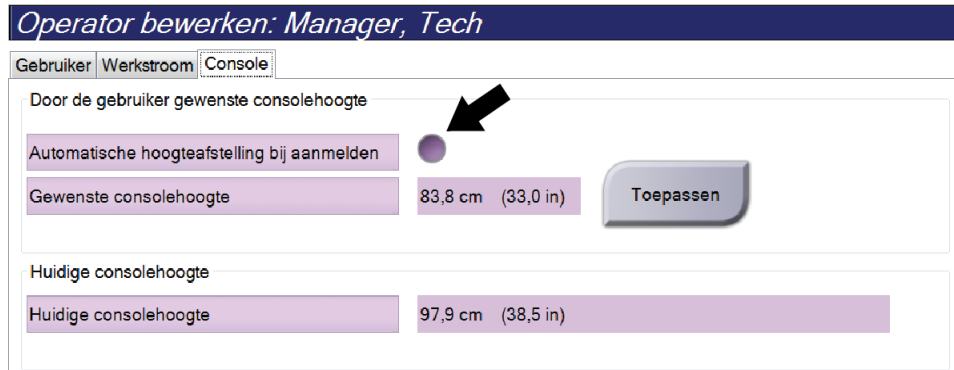 Operator bewerken: Manager, Tech
Gebruiker Werkstroom Console
Door de gebruiker gewenste consolehoogte
Automatische hoogteafstelling bij aanmelden
Gewenste consolehoogte 83,8 cm (33,0 in) Toepassen
Huidige consolehoogte
Huidige consolehoogte 97,9 cm (38,5 in)